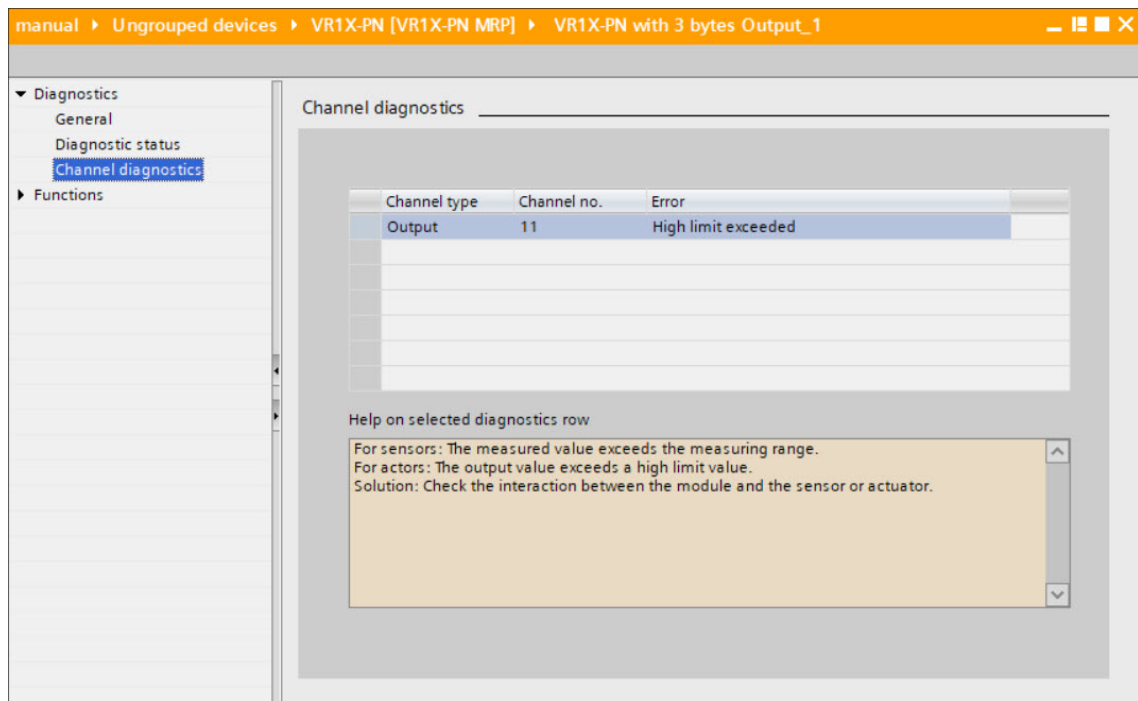 manual ▸ Ungrouped devices ▸ VR1X-PN [VR1X-PN MRP] ▸ VR1X-PN with 3 bytes Output_1
Diagnostics
General
Diagnostic status
Channel diagnostics
Functions
Channel diagnostics
Channel type Channel no. Error
Output 11 High limit exceeded
Help on selected diagnostics row
For sensors: The measured value exceeds the measuring range.
For actors: The output value exceeds a high limit value.
Solution: Check the interaction between the module and the sensor or actuator.